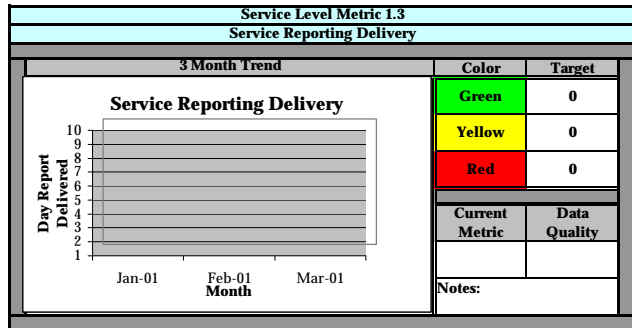 Service Level Metric 1.3
Service Reporting Delivery
3 Month Trend
Color Target
Service Reporting Delivery
Green 0
Yellow 0
Red 0
Day Report
Delivered
10
9
8
7
6
5
4
3
2
1
Jan-01 Feb-01 Mar-01
Month
Current
Metric
Data
Quality
Notes: